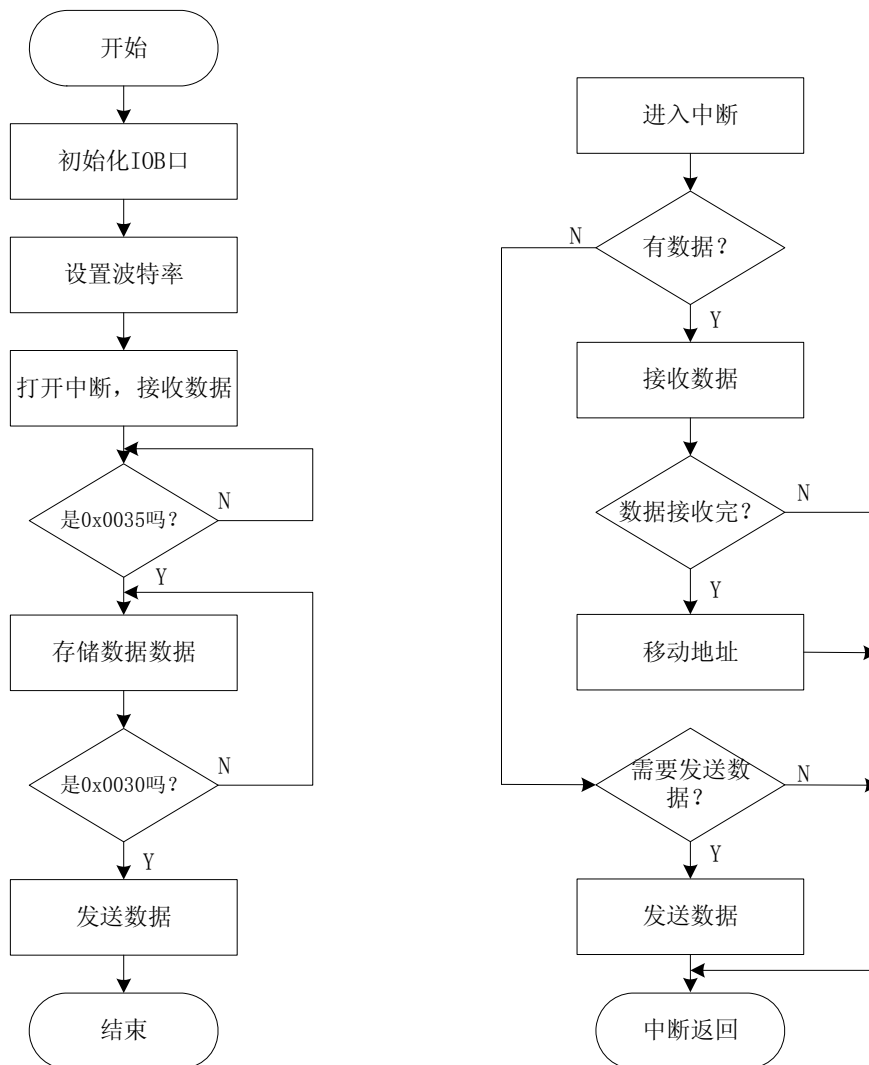 开始
初始化IOB口
设置波特率
打开中断，接收数据
是0x0035吗？
N
Y
存储数据数据
是0x0030吗？
N
Y
发送数据
结束
进入中断
有数据？
N
Y
接收数据
数据接收完？
N
Y
移动地址
需要发送数
据？
N
Y
发送数据
中断返回